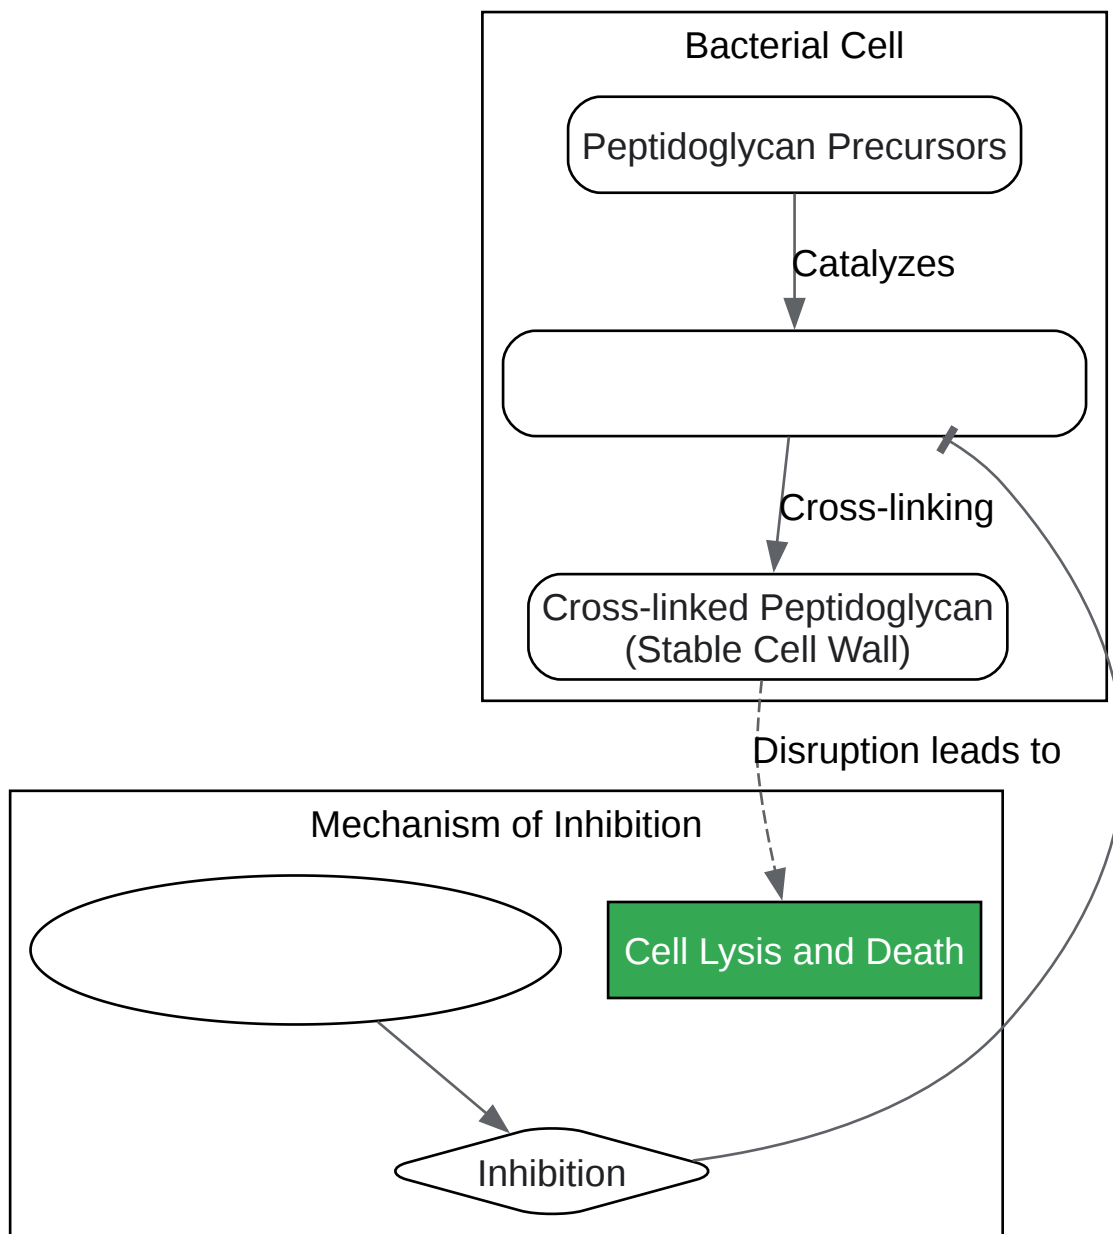 Bacterial Cell
Peptidoglycan Precursors
Catalyzes
Cross-linking
Cross-linked Peptidoglycan
(Stable Cell Wall)
Disruption leads to
Mechanism of Inhibition
Cell Lysis and Death
Inhibition